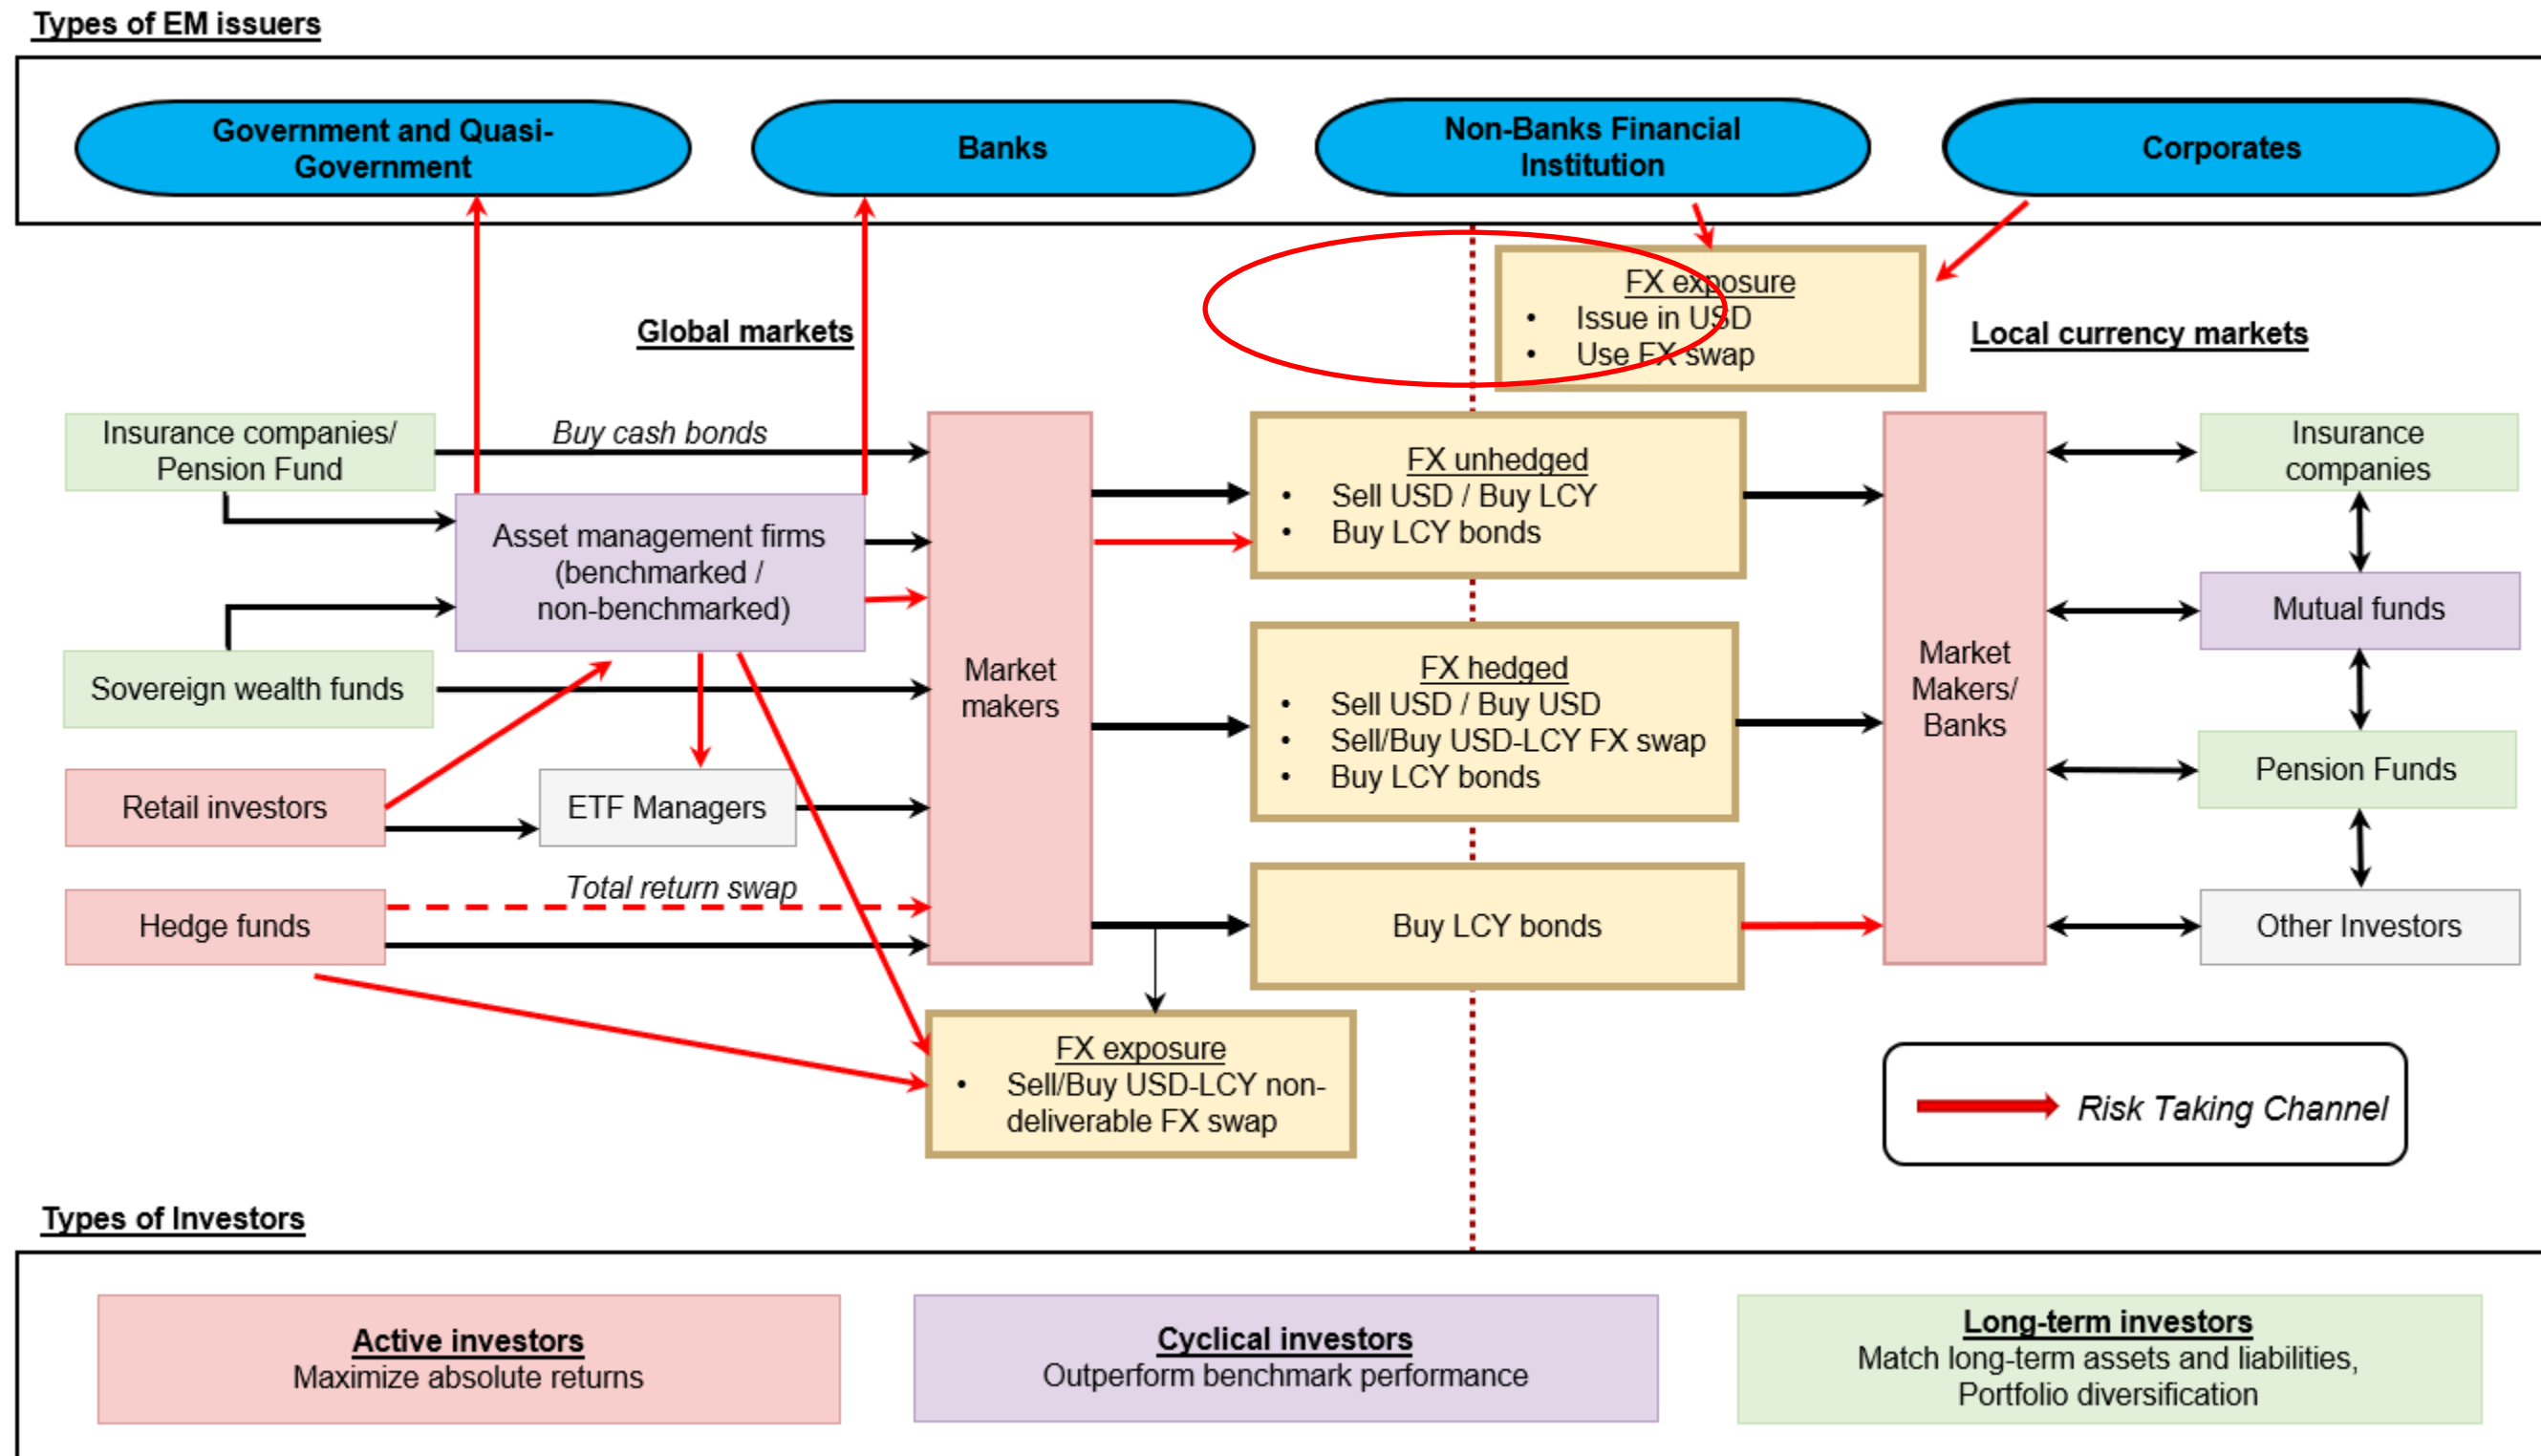 Types of EM issuers
Government and Quasi-
Government
Banks
Non-Banks Financial
Institution
Corporates
FX exposure
• Issue in USD
• Use FX swap
Global markets
Local currency markets
Insurance companies/
Pension Fund
Buy cash bonds
Asset management firms
(benchmarked /
non-benchmarked)
Sovereign wealth funds
Retail investors
ETF Managers
Total return swap
Hedge funds
Market
makers
FX unhedged
• Sell USD / Buy LCY
• Buy LCY bonds
FX hedged
• Sell USD / Buy USD
• Sell/Buy USD-LCY FX swap
• Buy LCY bonds
Buy LCY bonds
FX exposure
• Sell/Buy USD-LCY non-
deliverable FX swap
Market
Makers/
Banks
Insurance
companies
Mutual funds
Pension Funds
Other Investors
Risk Taking Channel
Types of Investors
Active investors
Maximize absolute returns
Cyclical investors
Outperform benchmark performance
Long-term investors
Match long-term assets and liabilities,
Portfolio diversification